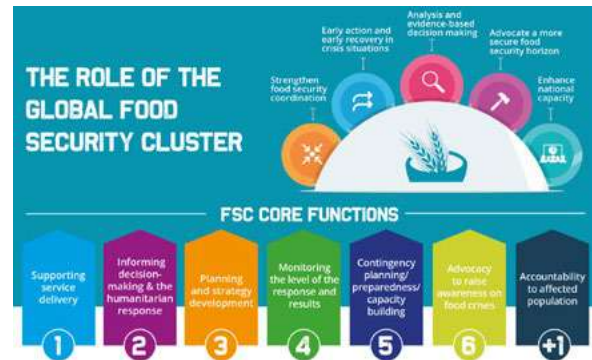 THE ROLE OF THE
GLOBAL FOOD
SECURITY CLUSTER
Strengthen
food security
coordination
Early action and
early recovery in
crisis situations
Analysis and
evidence-based
decision making
Advocate a more
secure food
security horizon
Enhance
national
capacity
FSC CORE FUNCTIONS
Supporting
service
delivery
1
Informing
decision-
making & the
humanitarian
response
2
Planning
and strategy
development
3
Monitoring
the level of the
response and
results
4
Contingency
planning/
preparedness/
capacity
building
5
Advocacy
to raise
awareness on
food crises
6
Accountability
to affected
population
+1